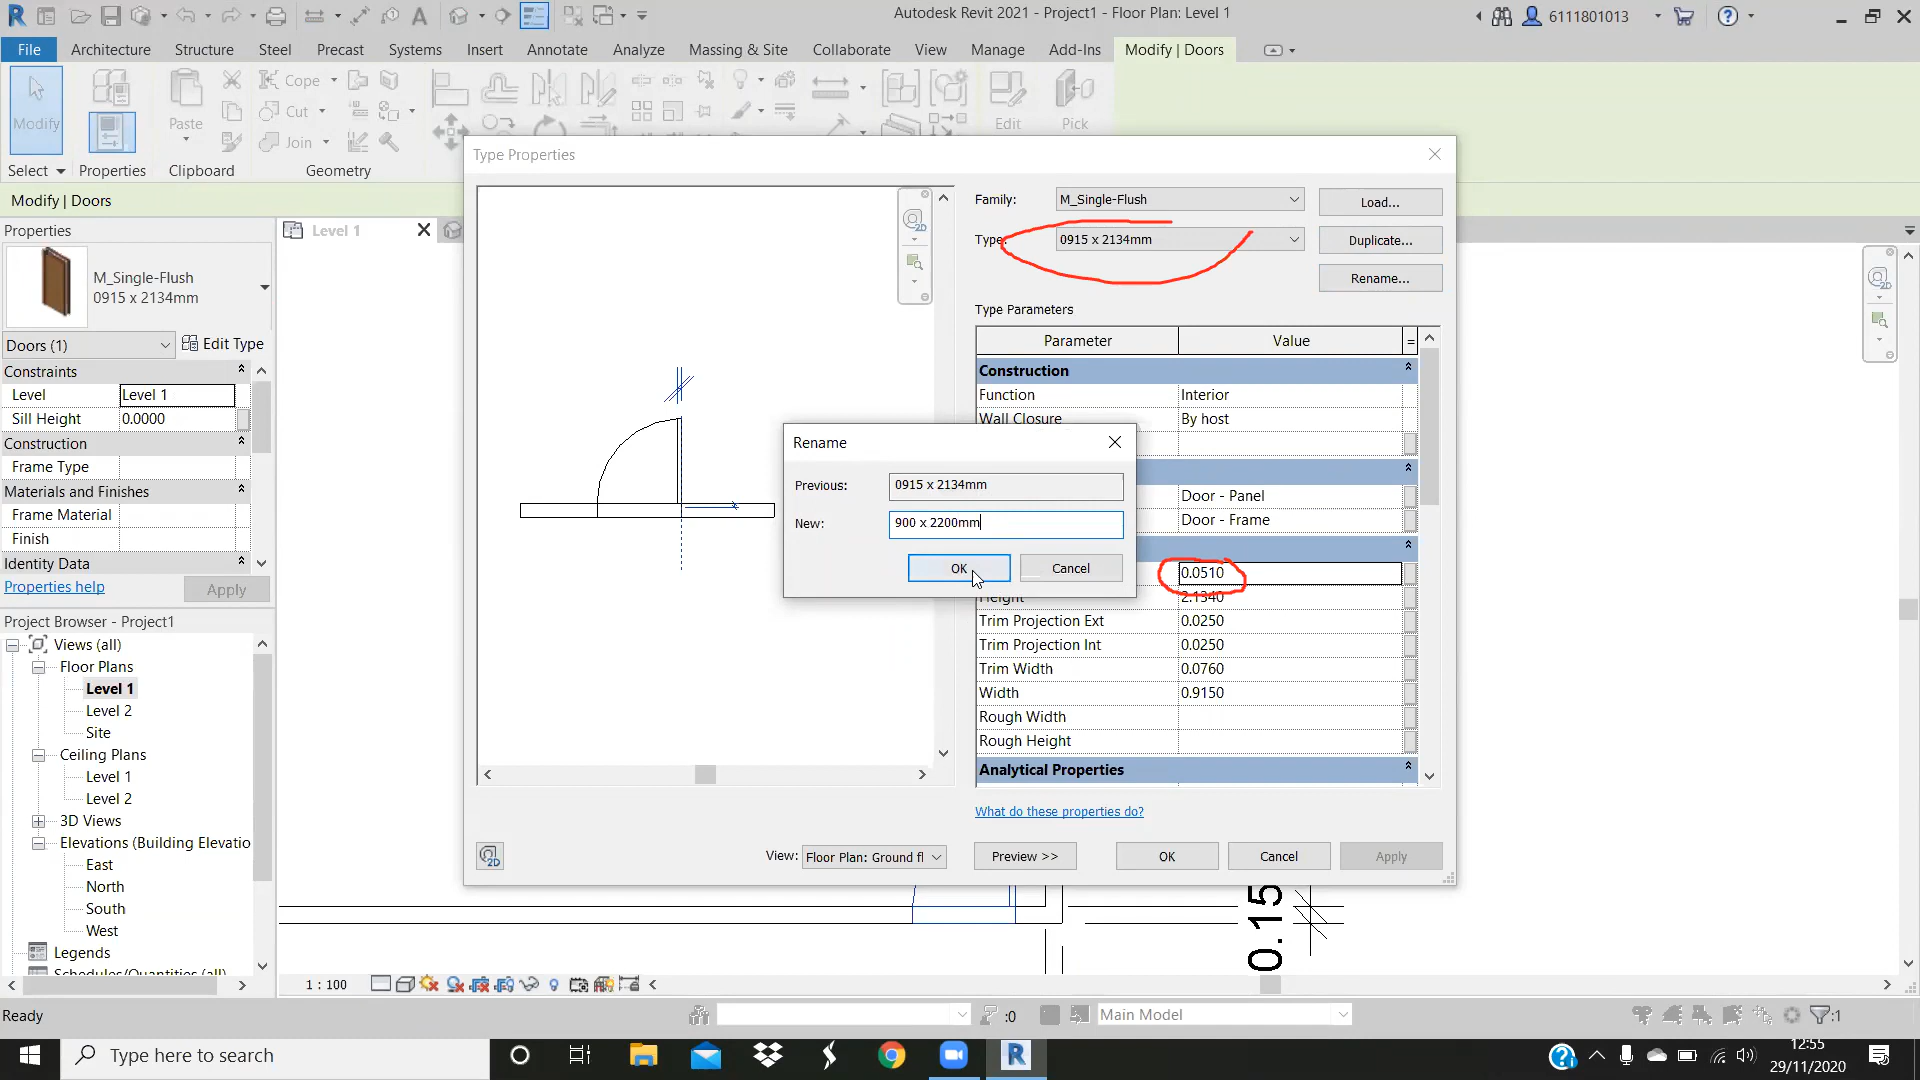 Autodesk Revit 2021 - Project1 - Floor Plan: Level 1
6111801013
File
Architecture
Structure
Steel
Precast
Systems
Insert
Annotate
Analyze
Massing & Site
Collaborate
View
Manage
Add-Ins
Modify | Doors
Modify
Paste
Cope
Cut
Join
Edit
Pick
Select
Properties
Clipboard
Geometry
Modify | Doors
Properties
M_Single-Flush
0915 x 2134mm
Doors (1)
Edit Type
Constraints
Level
Level 1
Sill Height
0.0000
Construction
Frame Type
Materials and Finishes
Frame Material
Finish
Identity Data
Properties help
Apply
Project Browser - Project1
Views (all)
Floor Plans
Level 1
Level 2
Site
Ceiling Plans
Level 1
Level 2
3D Views
Elevations (Building Elevatio
East
North
South
West
Legends
Schedules/Quantities (all)
Level 1
Type Properties
Family:
M_Single-Flush
Load...
Type:
0915 x 2134mm
Duplicate...
Rename...
Type Parameters
Parameter
Value
=
Construction
Function
Interior
Wall Closure
By host
Door - Panel
Door - Frame
0.0510
Height
2.1340
Trim Projection Ext
0.0250
Trim Projection Int
0.0250
Trim Width
0.0760
Width
0.9150
Rough Width
Rough Height
Analytical Properties
What do these properties do?
View:
Floor Plan: Ground fl
Preview >>
OK
Cancel
Apply
Rename
Previous:
0915 x 2134mm
New:
900 x 2200mm
OK
Cancel
2D
0.15
1 : 100
Ready
:0
Main Model
:1
Type here to search
12:55
29/11/2020